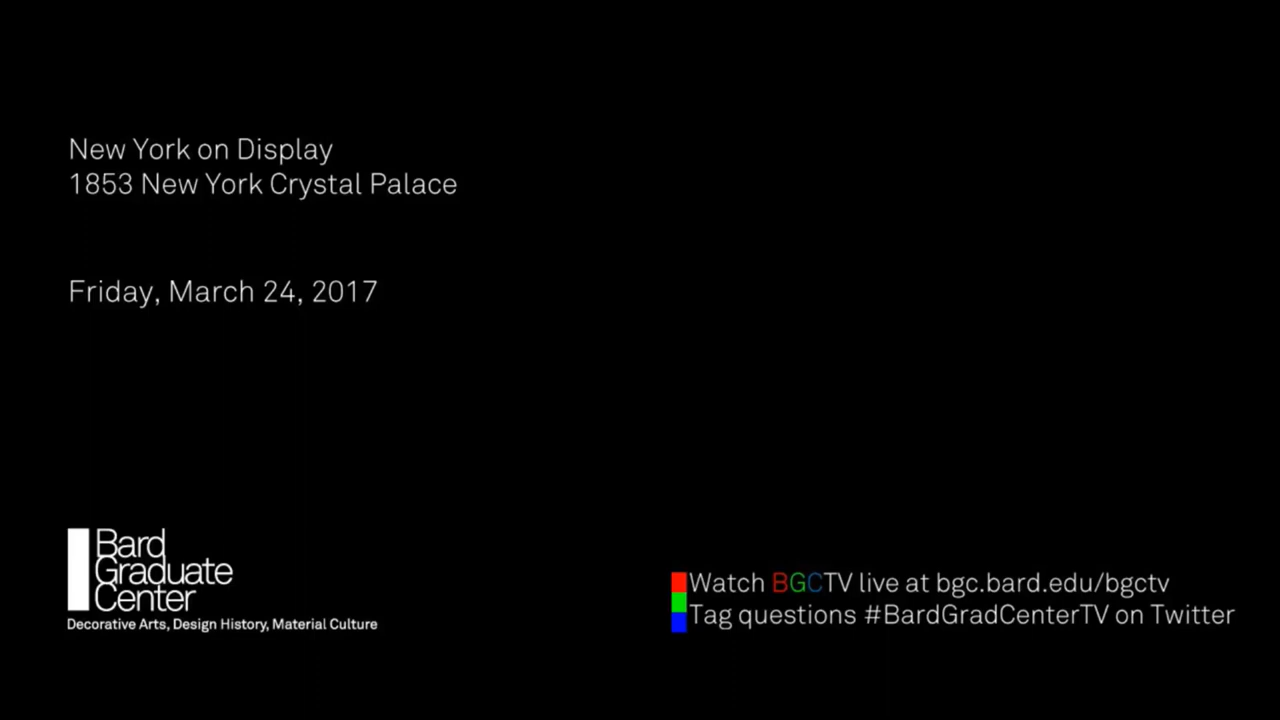 New York on Display
1853 New York Crystal Palace
Friday, March 24, 2017
Bard
Graduate
Center
Decorative Arts, Design History, Material Culture
Watch BGCTV live at bgc.bard.edu/bgctv
Tag questions #BardGradCenterTV on Twitter